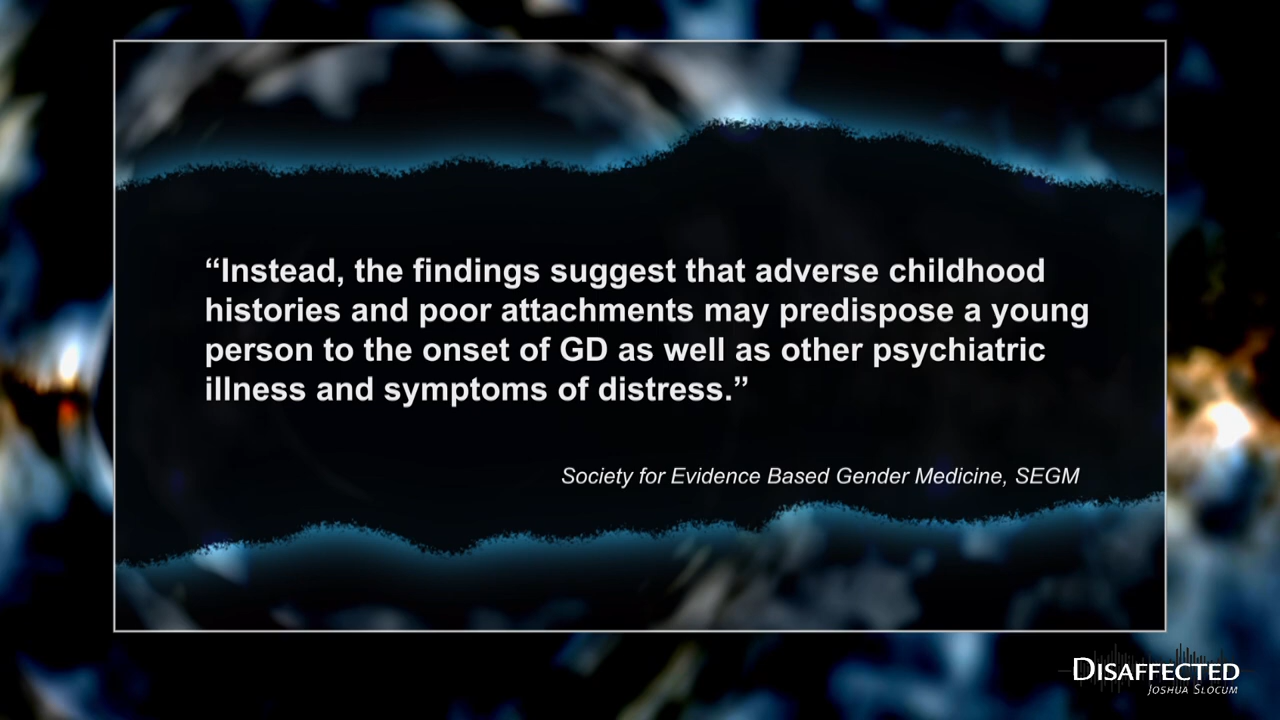 “Instead, the findings suggest that adverse childhood
histories and poor attachments may predispose a young
person to the onset of GD as well as other psychiatric
illness and symptoms of distress.”
Society for Evidence Based Gender Medicine, SEGM
DISAFFECTED
JOSHUA SLOCUM